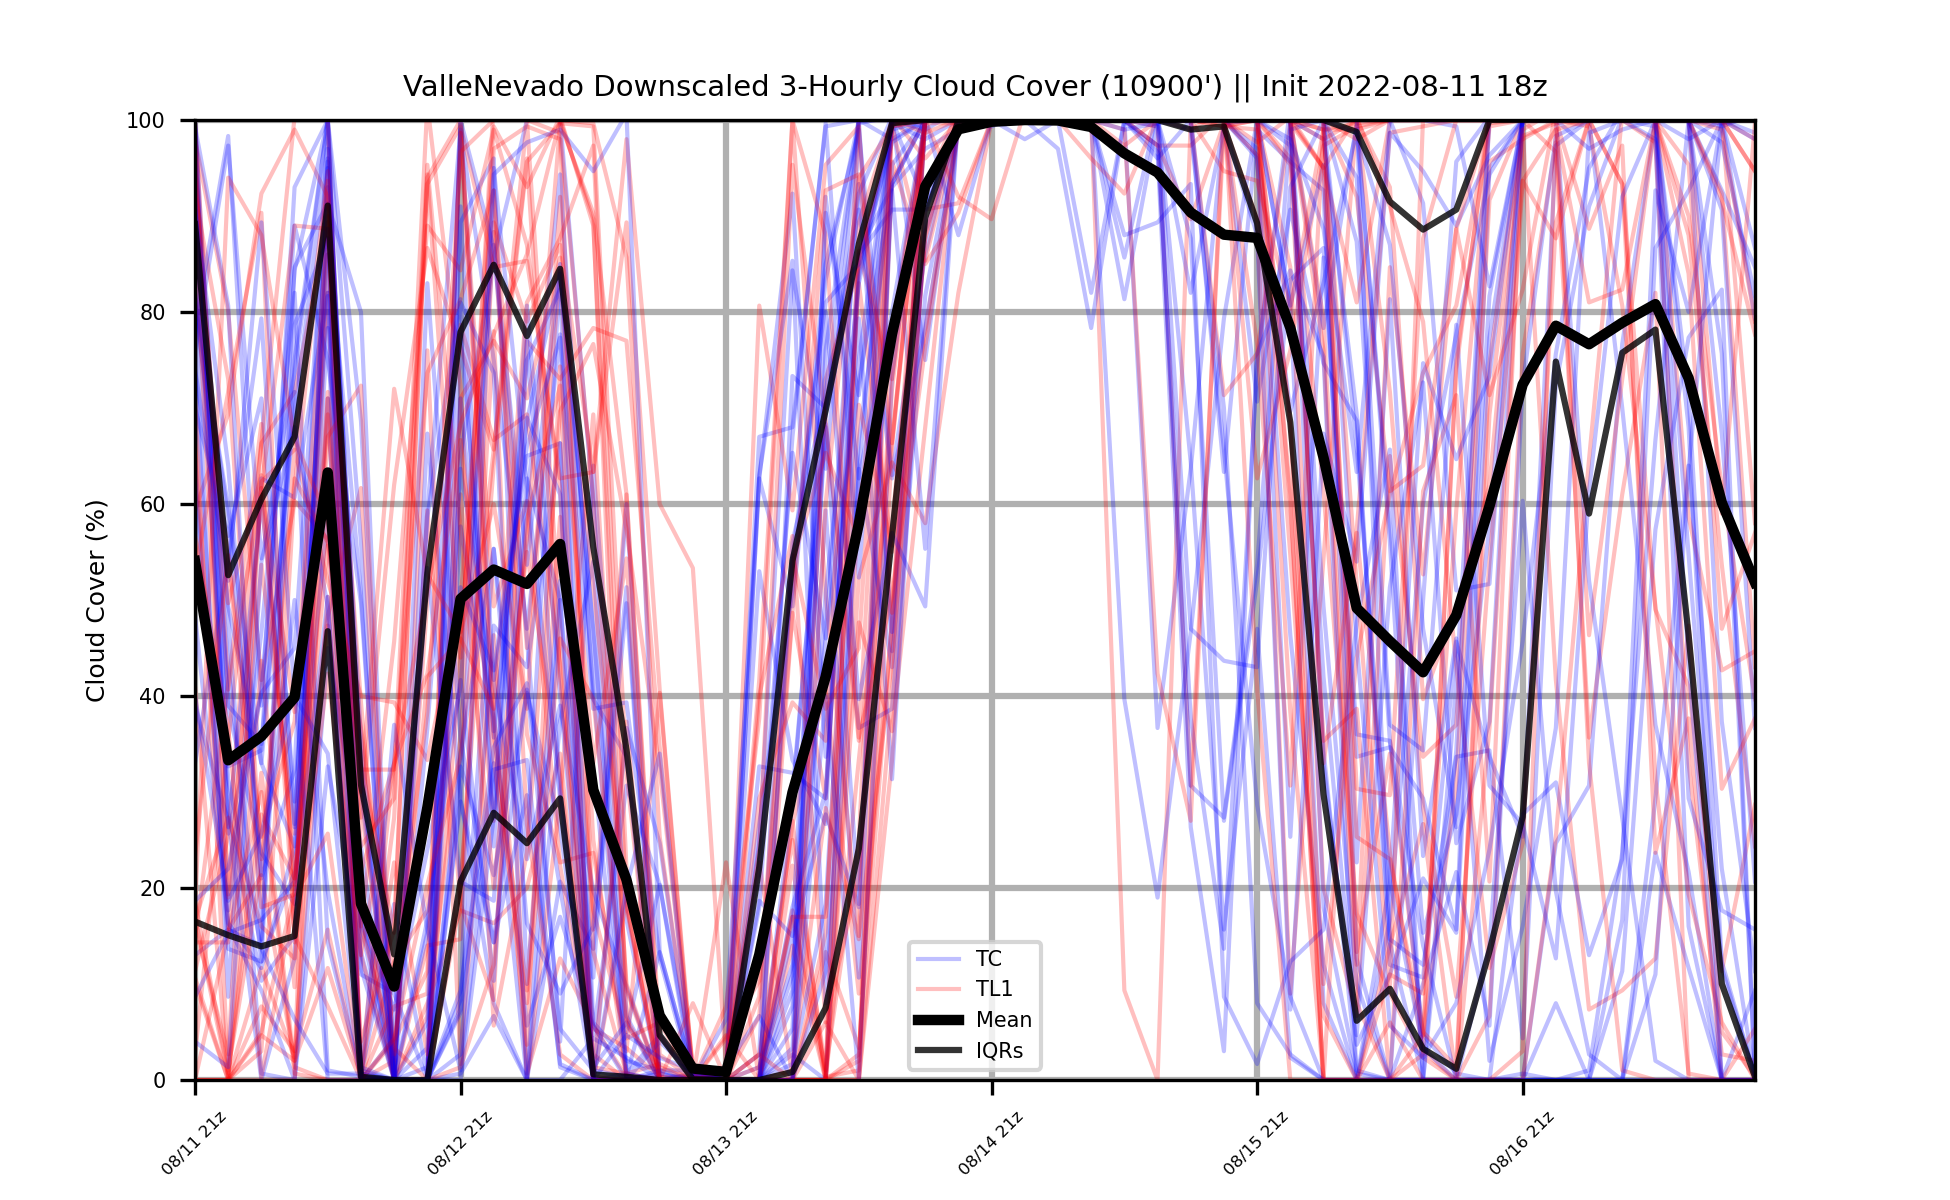 ValleNevado Downscaled 3-Hourly Cloud Cover (10900') || Init 2022-08-11 18z
Cloud Cover (%)
100
80
60
40
20
0
TC
TL1
Mean
IQRs
08/11 21z
08/12 21z
08/13 21z
08/14 21z
08/15 21z
08/16 21z